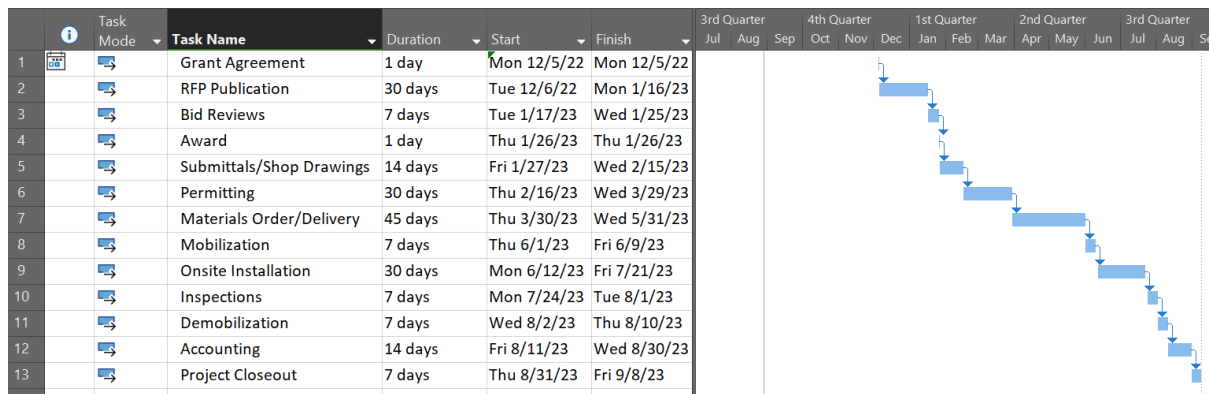 Task Mode Task Name Duration Start Finish 3rd Quarter 4th Quarter 1st Quarter 2nd Quarter 3rd Quarter
Jul Aug Sep Oct Nov Dec Jan Feb Mar Apr May Jun Jul Aug
1 Grant Agreement 1 day Mon 12/5/22 Mon 12/5/22
2 RFP Publication 30 days Tue 12/6/22 Mon 1/16/23
3 Bid Reviews 7 days Tue 1/17/23 Wed 1/25/23
4 Award 1 day Thu 1/26/23 Thu 1/26/23
5 Submittals/Shop Drawings 14 days Fri 1/27/23 Wed 2/15/23
6 Permitting 30 days Thu 2/16/23 Wed 3/29/23
7 Materials Order/Delivery 45 days Thu 3/30/23 Wed 5/31/23
8 Mobilization 7 days Thu 6/1/23 Fri 6/9/23
9 Onsite Installation 30 days Mon 6/12/23 Fri 7/21/23
10 Inspections 7 days Mon 7/24/23 Tue 8/1/23
11 Demobilization 7 days Wed 8/2/23 Thu 8/10/23
12 Accounting 14 days Fri 8/11/23 Wed 8/30/23
13 Project Closeout 7 days Thu 8/31/23 Fri 9/8/23